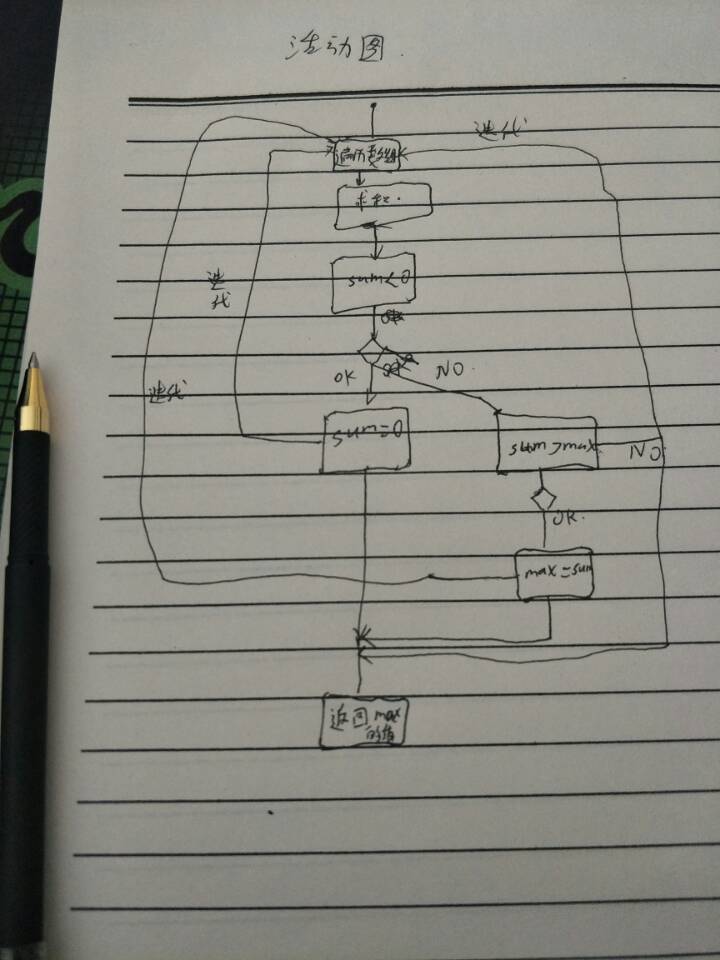 活动图.
迭代
遍历数组
求和.
sum<0
迭
代
OK
NO
迭代
sum=0
sum<max
NO
OK.
max=sum
返回max
的值